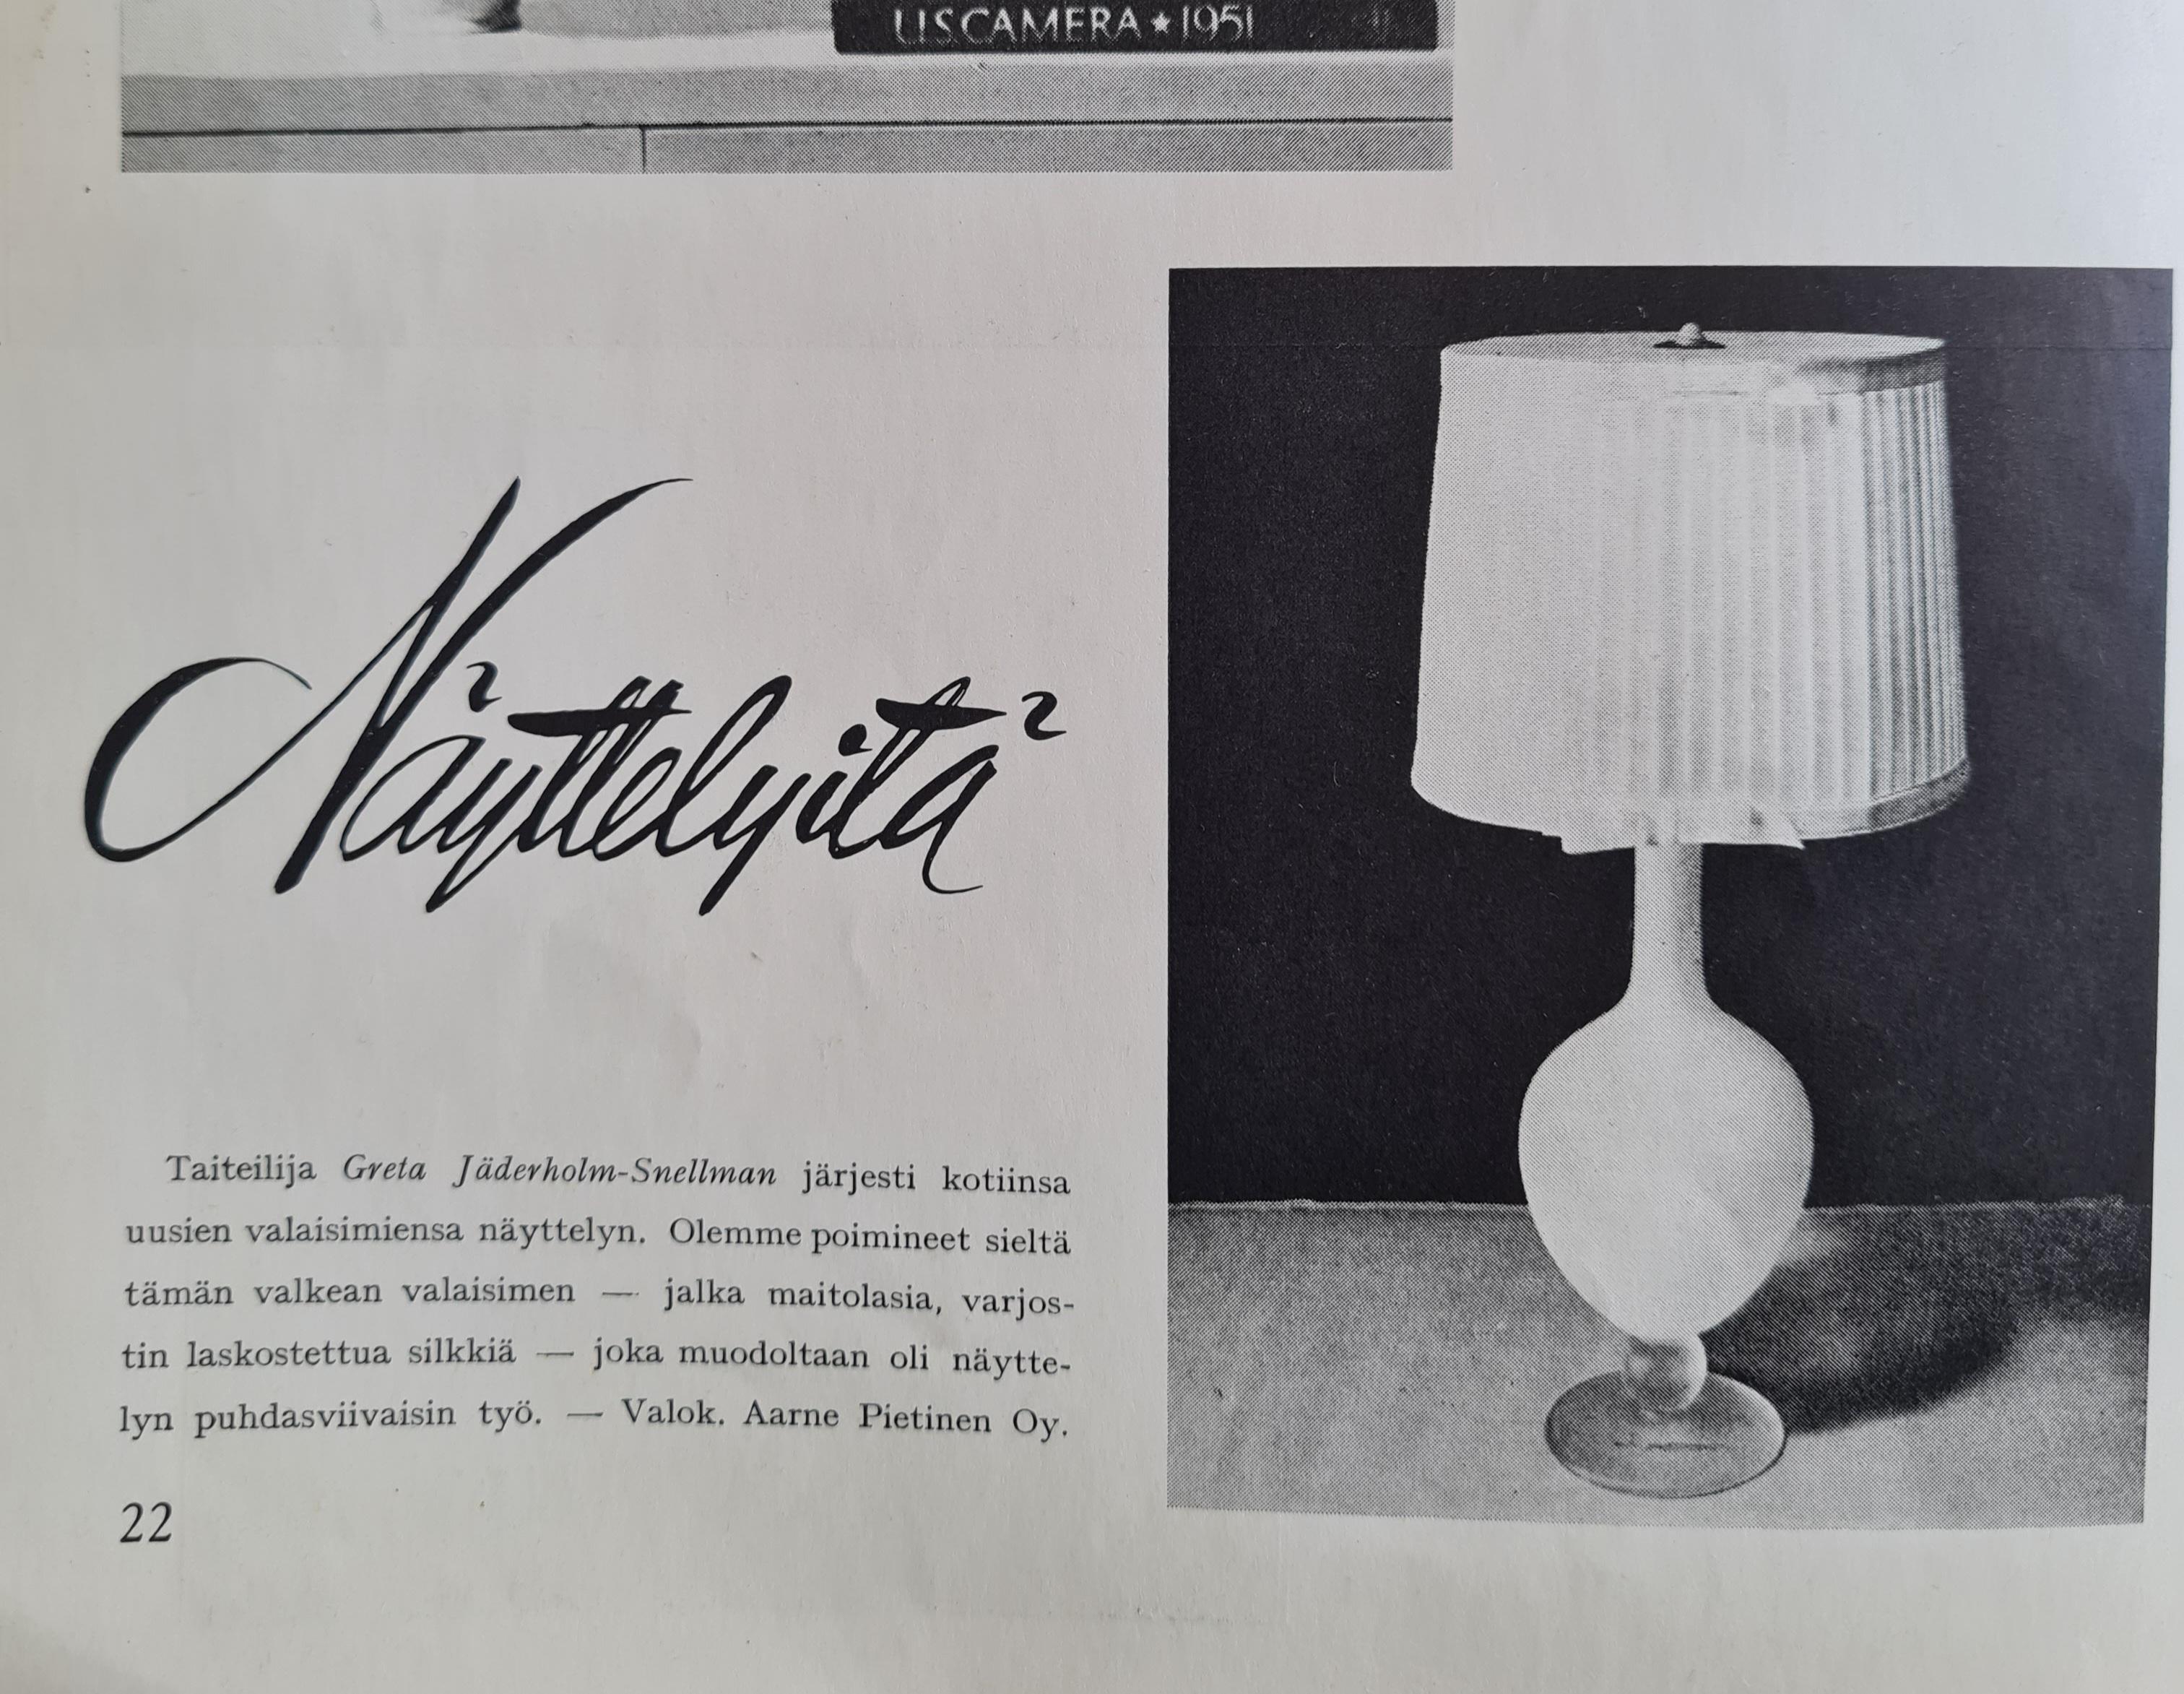 US CAMERA ★ 1951
Näyttelyitä
Taiteilija Greta Jäderholm-Snellman järjesti kotiinsa
uusien valaisimiensa näyttelyn. Olemme poimineet sieltä
tämän valkean valaisimen — jalka maitolasia, varjos-
tin laskostettua silkkiä — joka muodoltaan oli näytte-
lyn puhdasviivaisin työ. — Valok. Aarne Pietinen Oy.
22